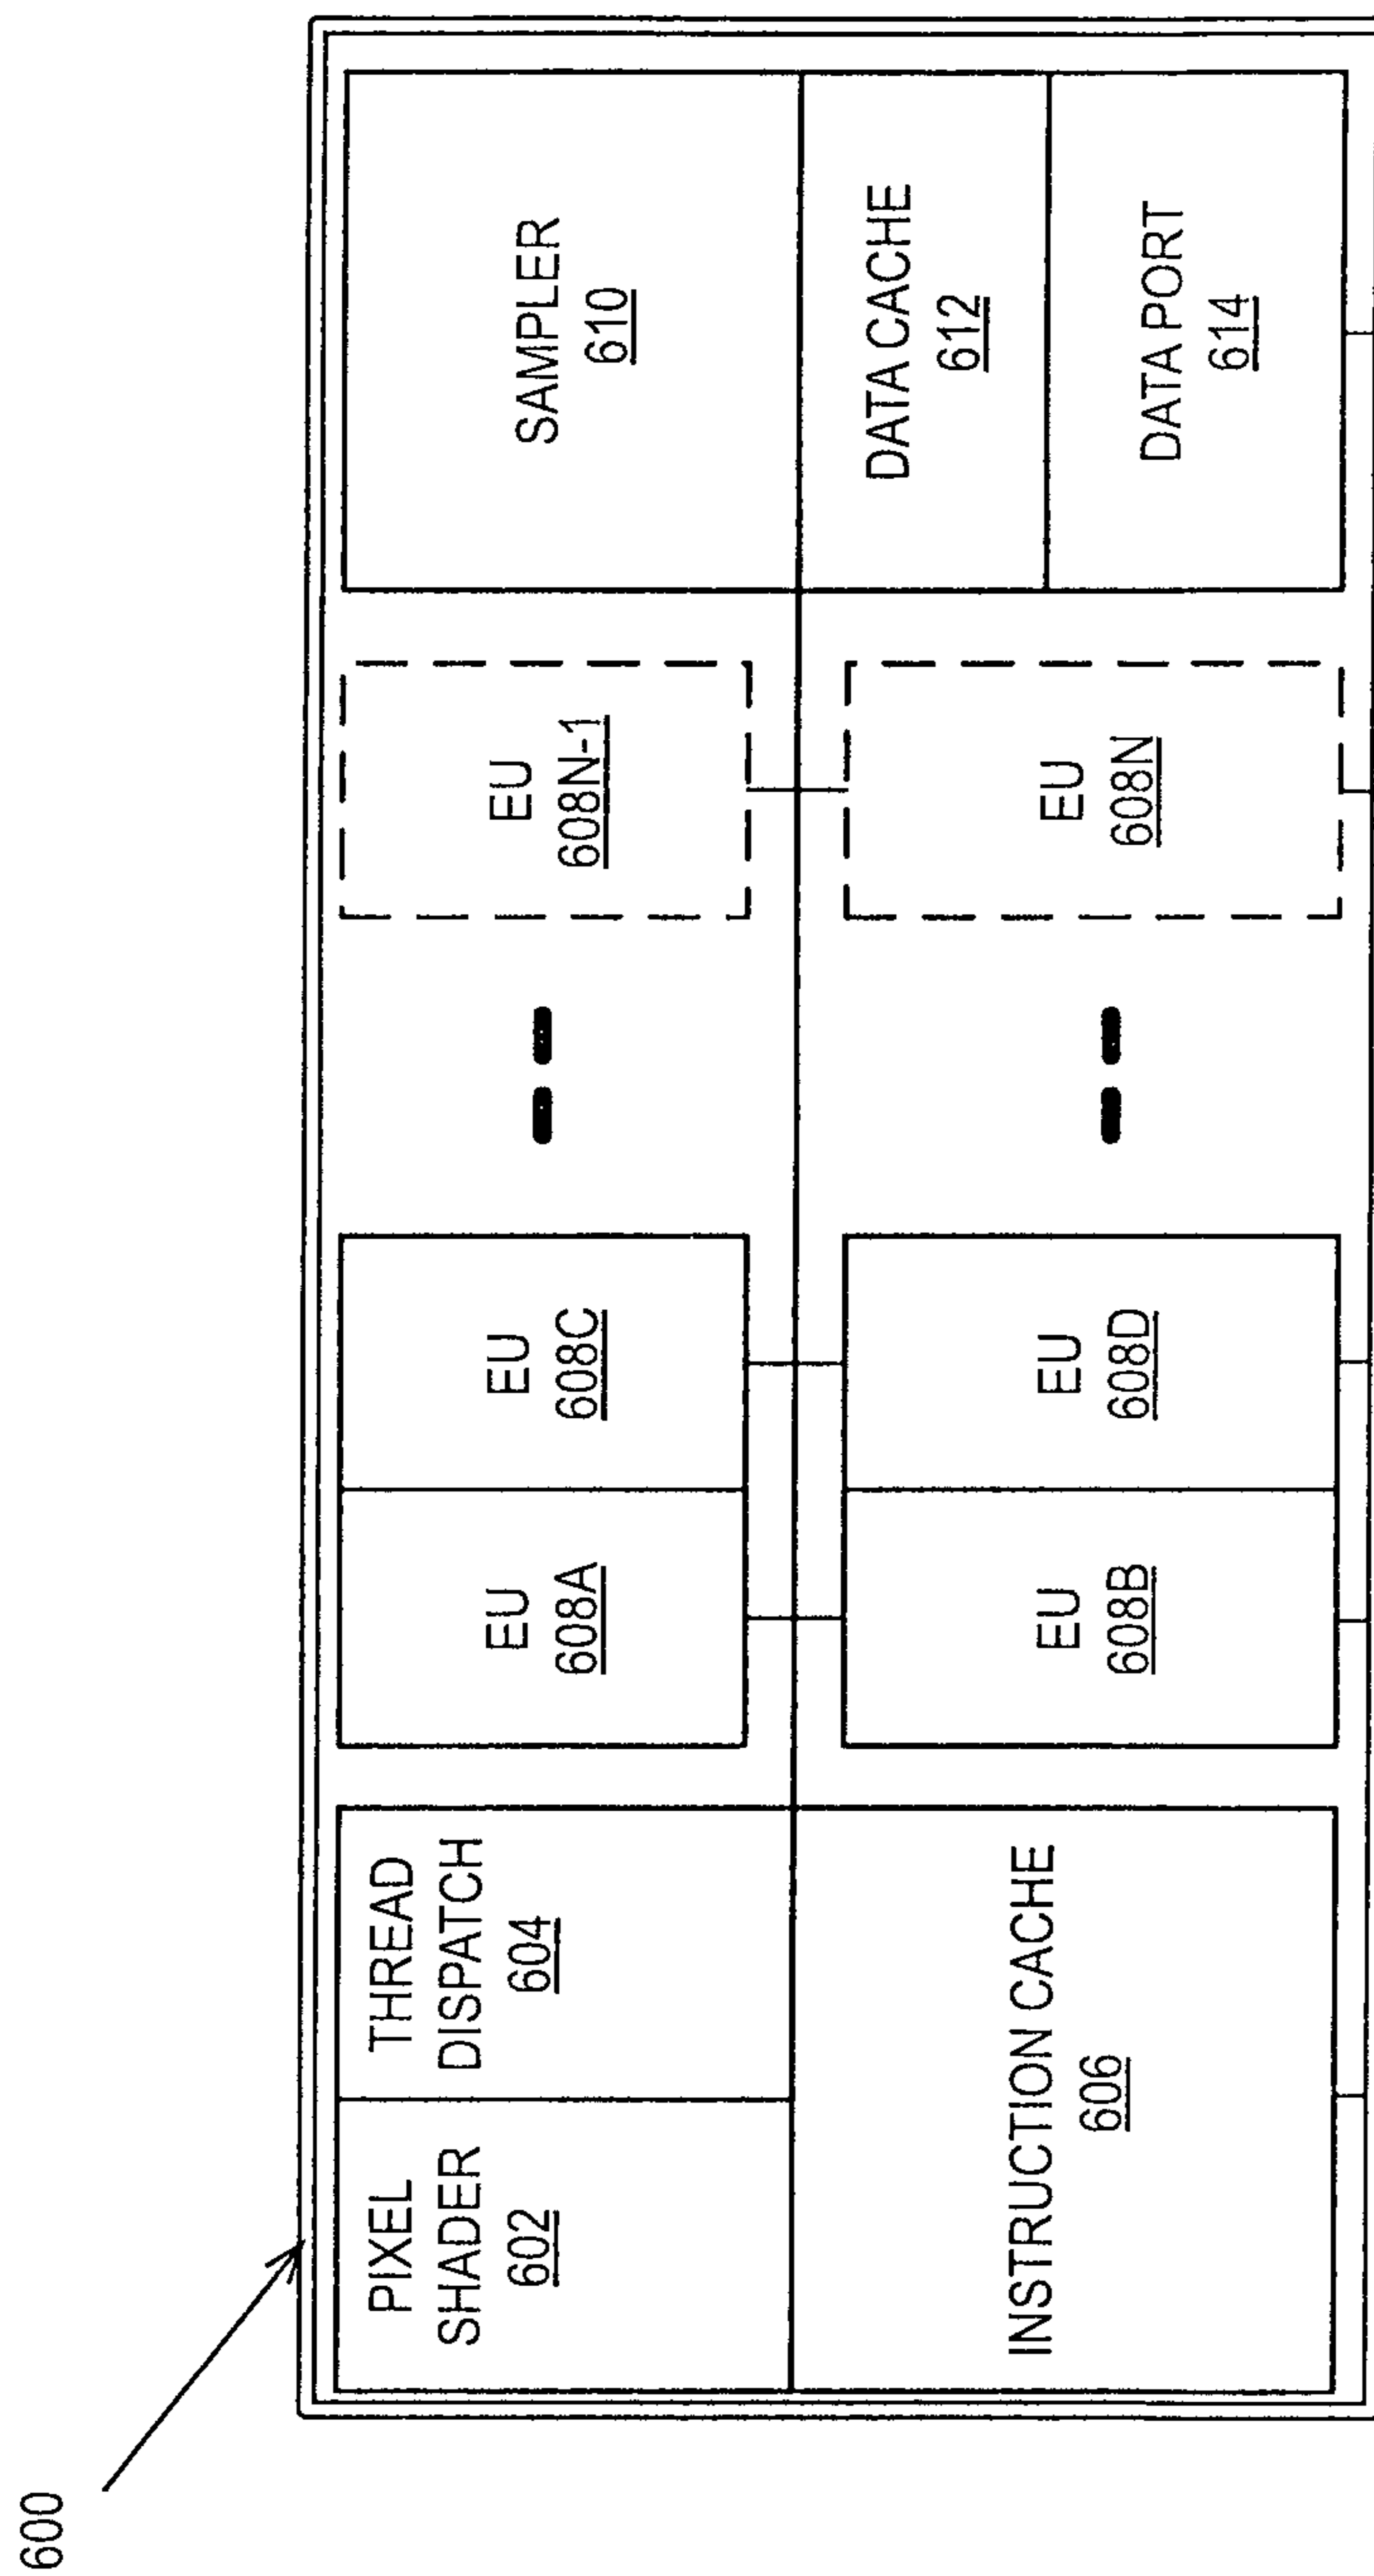 600
PIXEL
SHADER
602
THREAD
DISPATCH
604
INSTRUCTION CACHE
606
EU
608A
EU
608C
EU
608B
EU
608D
EU
608N-1
EU
608N
SAMPLER
610
DATA CACHE
612
DATA PORT
614